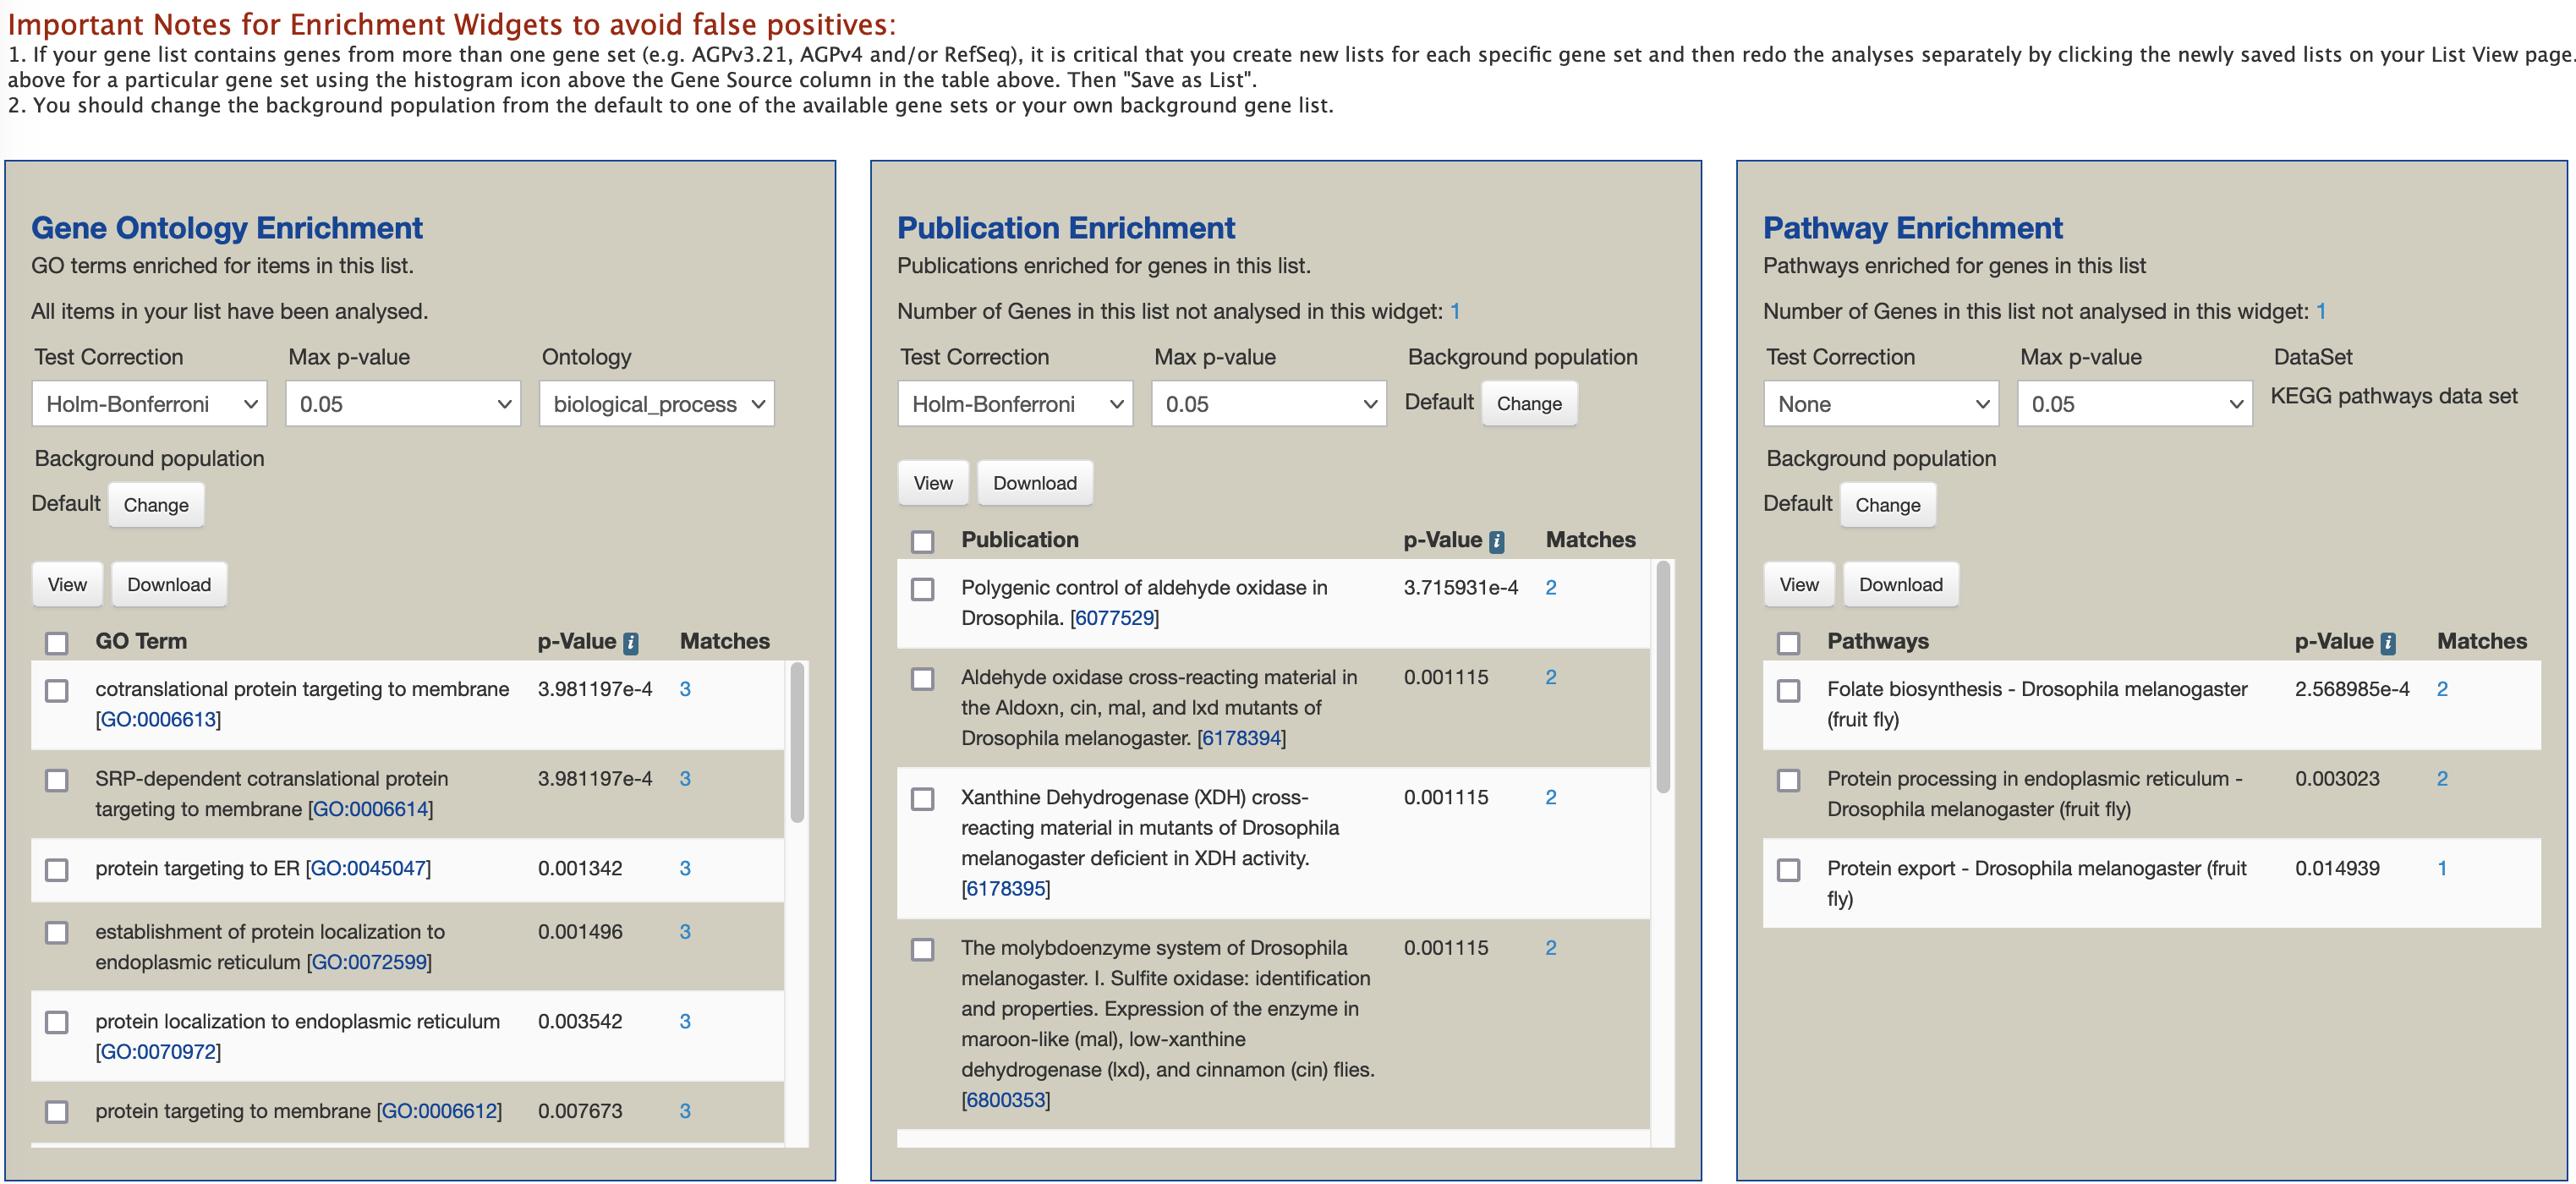 Important Notes for Enrichment Widgets to avoid false positives:
1. If your gene list contains genes from more than one gene set (e.g. AGPv3.21, AGPv4 and/or RefSeq), it is critical that you create new lists for each specific gene set and then redo the analyses separately by clicking the newly saved lists on your List View page.
above for a particular gene set using the histogram icon above the Gene Source column in the table above. Then "Save as List".
2. You should change the background population from the default to one of the available gene sets or your own background gene list.
Gene Ontology Enrichment
GO terms enriched for items in this list.
All items in your list have been analysed.
Test Correction Max p-value Ontology
Holm-Bonferroni 0.05 biological_process
Background population
Default Change
View Download
GO Term p-Value i Matches
cotranslational protein targeting to membrane 3.981197e-4 3
[GO:0006613]
SRP-dependent cotranslational protein 3.981197e-4 3
targeting to membrane [GO:0006614]
protein targeting to ER [GO:0045047] 0.001342 3
establishment of protein localization to 0.001496 3
endoplasmic reticulum [GO:0072599]
protein localization to endoplasmic reticulum 0.003542 3
[GO:0070972]
protein targeting to membrane [GO:0006612] 0.007673 3
Publication Enrichment
Publications enriched for genes in this list.
Number of Genes in this list not analysed in this widget: 1
Test Correction Max p-value Background population
Holm-Bonferroni 0.05 Default Change
View Download
Publication p-Value i Matches
Polygenic control of aldehyde oxidase in 3.715931e-4 2
Drosophila. [6077529]
Aldehyde oxidase cross-reacting material in 0.001115 2
the Aldoxn, cin, mal, and lxd mutants of
Drosophila melanogaster. [6178394]
Xanthine Dehydrogenase (XDH) cross- 0.001115 2
reacting material in mutants of Drosophila
melanogaster deficient in XDH activity.
[6178395]
The molybdoenzyme system of Drosophila 0.001115 2
melanogaster. I. Sulfite oxidase: identification
and properties. Expression of the enzyme in
maroon-like (mal), low-xanthine
dehydrogenase (lxd), and cinnamon (cin) flies.
[6800353]
Pathway Enrichment
Pathways enriched for genes in this list
Number of Genes in this list not analysed in this widget: 1
Test Correction Max p-value DataSet
None 0.05 KEGG pathways data set
Background population
Default Change
View Download
Pathways p-Value i Matches
Folate biosynthesis - Drosophila melanogaster 2.568985e-4 2
(fruit fly)
Protein processing in endoplasmic reticulum - 0.003023 2
Drosophila melanogaster (fruit fly)
Protein export - Drosophila melanogaster (fruit 0.014939 1
fly)